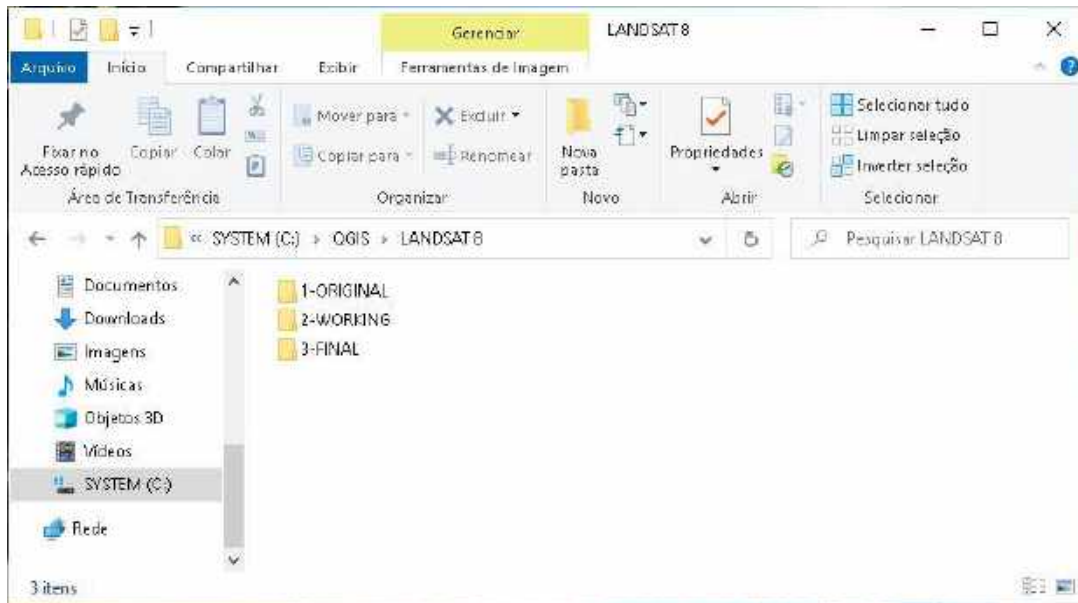 Gerenciar
LANDSAT 8
Arquivo
Início
Compartilhar
Exibir
Ferramentas de Imagem
Fixar no
Acesso rápido
Copiar
Colar
Área de Transferência
Mover para
Copiar para
Excluir
Renomear
Organizar
Nova
pasta
Novo
Propriedades
Abrir
Selecionar tudo
Limpar seleção
Inverter seleção
Selecionar
« SYSTEM (C:) › QGIS › LANDSAT 8
Pesquisar LANDSAT 8
Documentos
Downloads
Imagens
Músicas
Objetos 3D
Vídeos
SYSTEM (C:)
Rede
1-ORIGINAL
2-WORKING
3-FINAL
3 itens